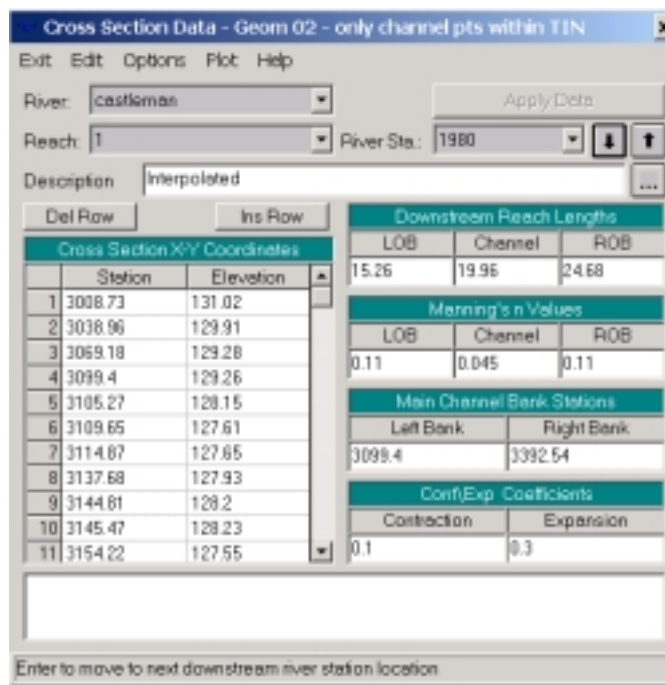 Cross Section Data - Geom 02 - only channel pts within TIN
Exit Edit Options Plot Help
River: castleman Apply Data
Reach: 1 River Sta.: 1980
Description Interpolated ...
Del Row Ins Row
Cross Section X-Y Coordinates
Station Elevation
1 3008.73 131.02
2 3038.96 129.91
3 3069.18 129.28
4 3099.4 129.26
5 3105.27 128.15
6 3109.65 127.61
7 3114.87 127.65
8 3137.68 127.93
9 3144.81 128.2
10 3145.47 128.23
11 3154.22 127.55
Downstream Reach Lengths
LOB Channel ROB
15.26 19.96 24.68
Manning's n Values
LOB Channel ROB
0.11 0.045 0.11
Main Channel Bank Stations
Left Bank Right Bank
3099.4 3392.54
Cont\Exp Coefficients
Contraction Expansion
0.1 0.3
Enter to move to next downstream river station location